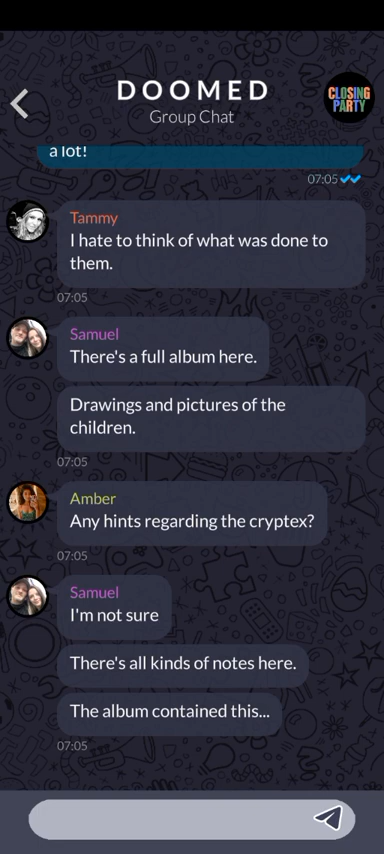 DOOMED
Group Chat
CLOSING
PARTY
a lot!
07:05
Tammy
I hate to think of what was done to
them.
07:05
Samuel
There's a full album here.
Drawings and pictures of the
children.
07:05
Amber
Any hints regarding the cryptex?
07:05
Samuel
I'm not sure
There's all kinds of notes here.
The album contained this...
07:05